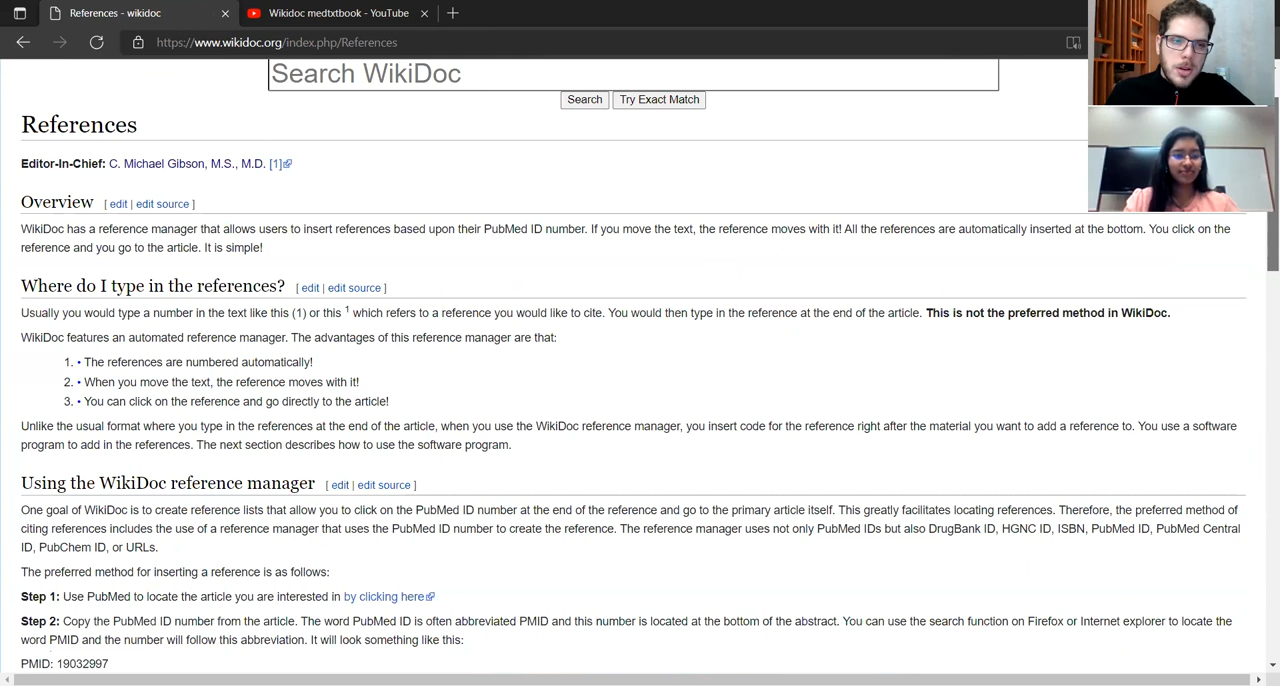 References - wikidoc
Wikidoc medtxtbook - YouTube
https://www.wikidoc.org/index.php/References
Search WikiDoc
Search
Try Exact Match
References
Editor-In-Chief: C. Michael Gibson, M.S., M.D. [1]
Overview [ edit | edit source ]
WikiDoc has a reference manager that allows users to insert references based upon their PubMed ID number. If you move the text, the reference moves with it! All the references are automatically inserted at the bottom. You click on the
reference and you go to the article. It is simple!
Where do I type in the references? [ edit | edit source ]
Usually you would type a number in the text like this (1) or this 1 which refers to a reference you would like to cite. You would then type in the reference at the end of the article. This is not the preferred method in WikiDoc.
WikiDoc features an automated reference manager. The advantages of this reference manager are that:
1. • The references are numbered automatically!
2. • When you move the text, the reference moves with it!
3. • You can click on the reference and go directly to the article!
Unlike the usual format where you type in the references at the end of the article, when you use the WikiDoc reference manager, you insert code for the reference right after the material you want to add a reference to. You use a software
program to add in the references. The next section describes how to use the software program.
Using the WikiDoc reference manager [ edit | edit source ]
One goal of WikiDoc is to create reference lists that allow you to click on the PubMed ID number at the end of the reference and go to the primary article itself. This greatly facilitates locating references. Therefore, the preferred method of
citing references includes the use of a reference manager that uses the PubMed ID number to create the reference. The reference manager uses not only PubMed IDs but also DrugBank ID, HGNC ID, ISBN, PubMed ID, PubMed Central
ID, PubChem ID, or URLs.
The preferred method for inserting a reference is as follows:
Step 1: Use PubMed to locate the article you are interested in by clicking here
Step 2: Copy the PubMed ID number from the article. The word PubMed ID is often abbreviated PMID and this number is located at the bottom of the abstract. You can use the search function on Firefox or Internet explorer to locate the
word PMID and the number will follow this abbreviation. It will look something like this:
PMID: 19032997